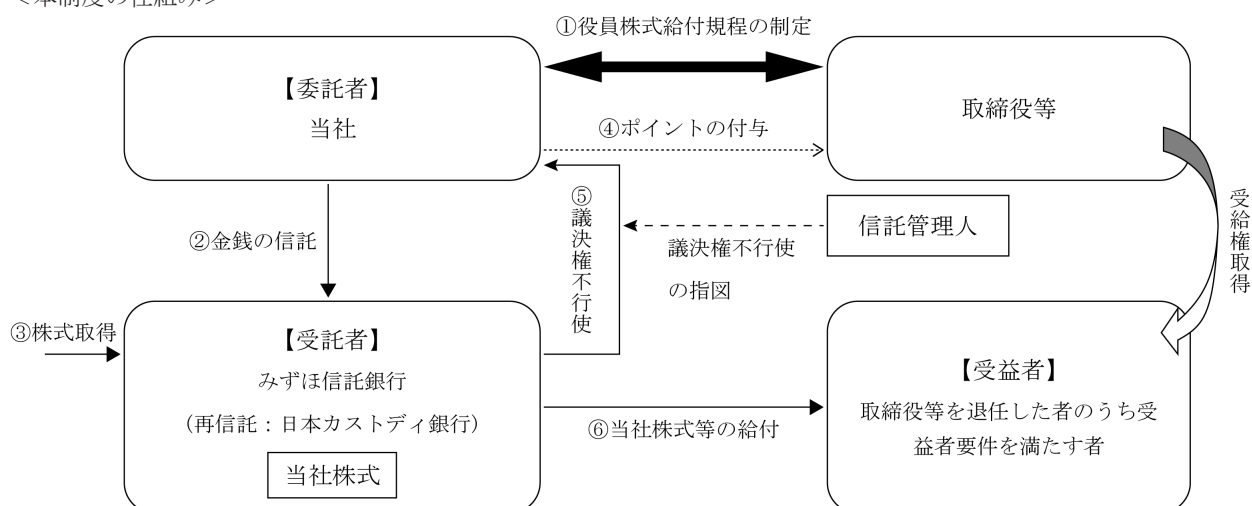 ＜本制度の仕組み＞
①役員株式給付規程の制定
【委託者】
当社
取締役等
④ポイントの付与
②金銭の信託
⑤議決権不行使
信託管理人
議決権不行使
の指図
受給権取得
③株式取得
【受託者】
みずほ信託銀行
（再信託：日本カストディ銀行）
当社株式
⑥当社株式等の給付
【受益者】
取締役等を退任した者のうち受
益者要件を満たす者